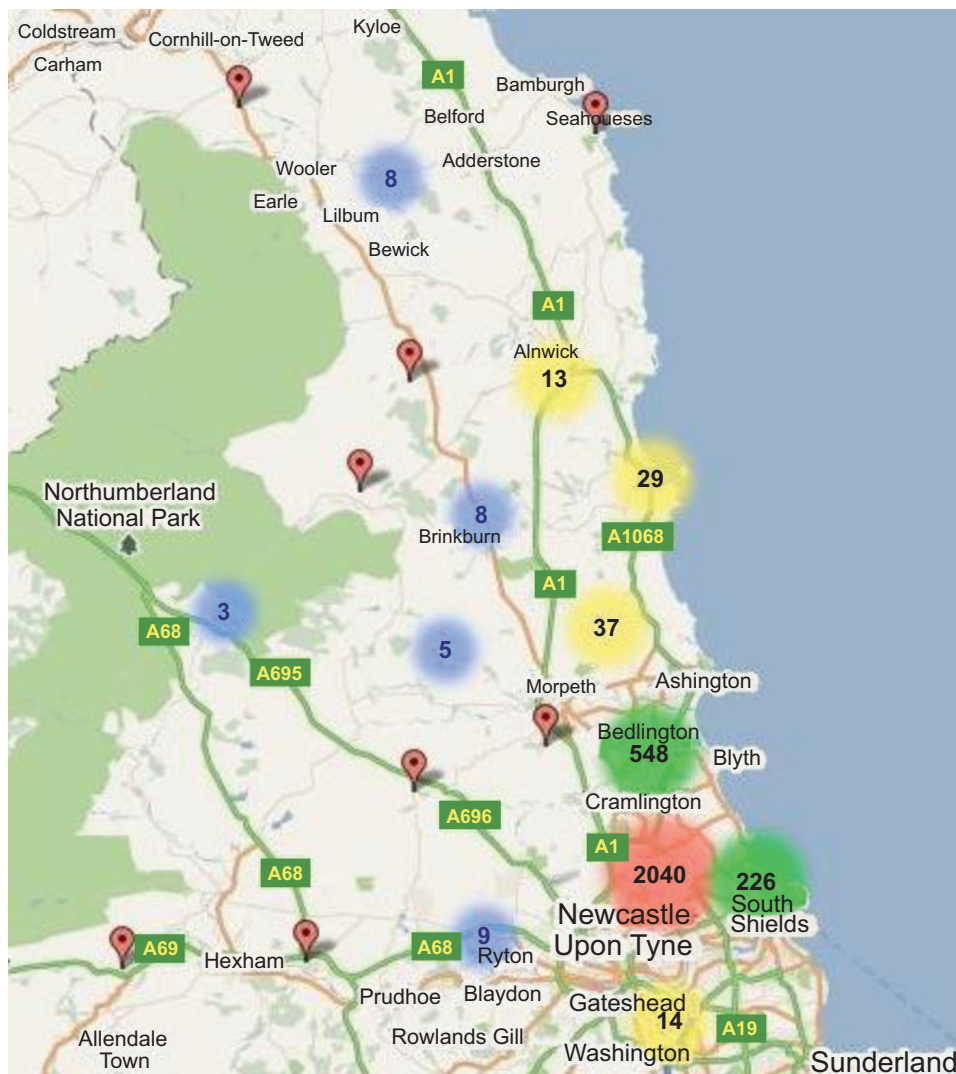 Kyloe
Coldstream
Cornhill-on-Tweed
Carham
A1
Bamburgh
Belford
Seahoueses
Adderstone
Wooler
8
Earle
Lilbum
Bewick
A1
Alnwick
13
29
Northumberland
National Park
8
Brinkburn
A1068
A1
3
A68
37
5
A695
Morpeth
Ashington
Bedlington
548
Blyth
Cramlington
A696
A1
A68
2040
226
South
Shields
Newcastle
Upon Tyne
9
A69
A68
Ryton
Hexham
Prudhoe
Blaydon
Gateshead
14
A19
Allendale
Town
Rowlands Gill
Washington
Sunderland